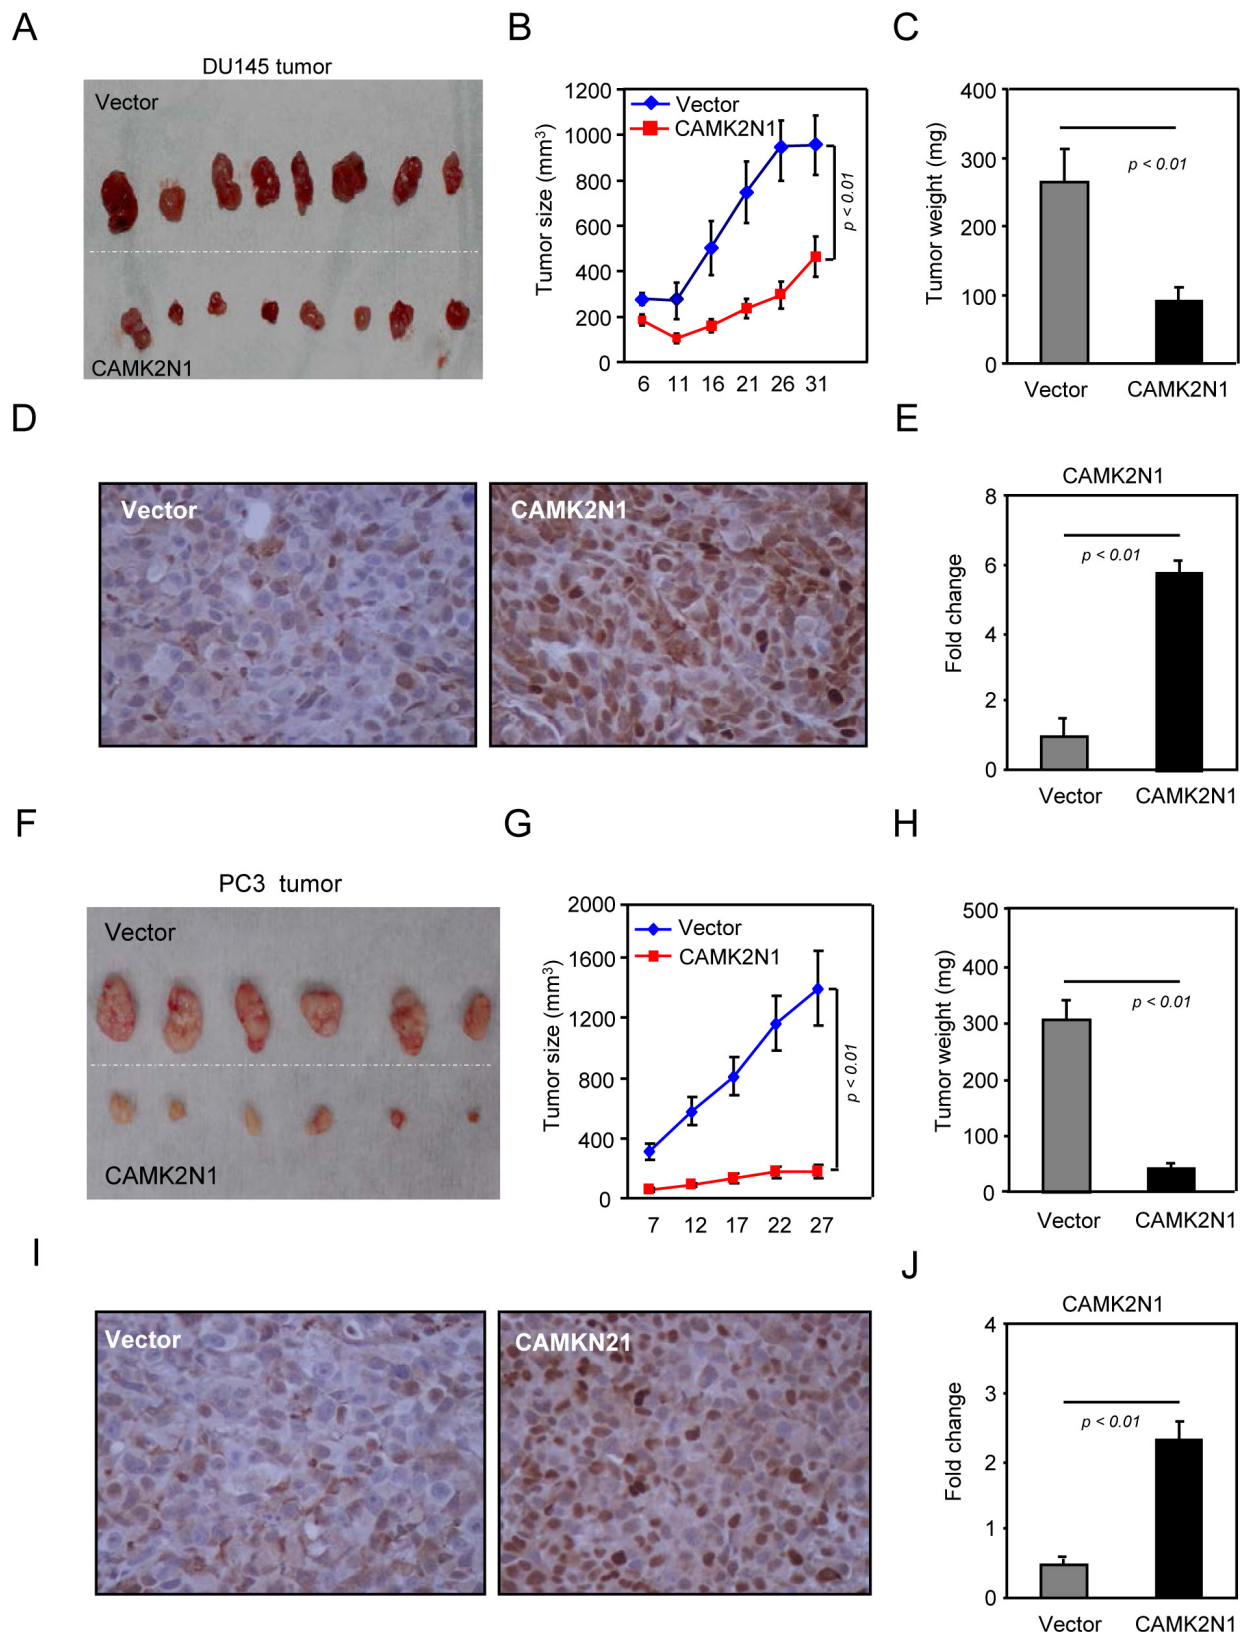 A
DU145 tumor
Vector
CAMK2N1
B
Tumor size (mm³)
1200
1000
800
600
400
200
0
Vector
CAMK2N1
p < 0.01
6 11 16 21 26 31
C
Tumor weight (mg)
400
300
200
100
0
p < 0.01
Vector CAMK2N1
D
Vector
CAMK2N1
E
CAMK2N1
Fold change
8
6
4
2
0
p < 0.01
Vector CAMK2N1
F
PC3 tumor
Vector
CAMK2N1
G
Tumor size (mm³)
2000
1600
1200
800
400
0
Vector
CAMK2N1
p < 0.01
7 12 17 22 27
H
Tumor weight (mg)
500
400
300
200
100
0
p < 0.01
Vector CAMK2N1
I
Vector
CAMKN21
J
CAMK2N1
Fold change
4
3
2
1
0
p < 0.01
Vector CAMK2N1